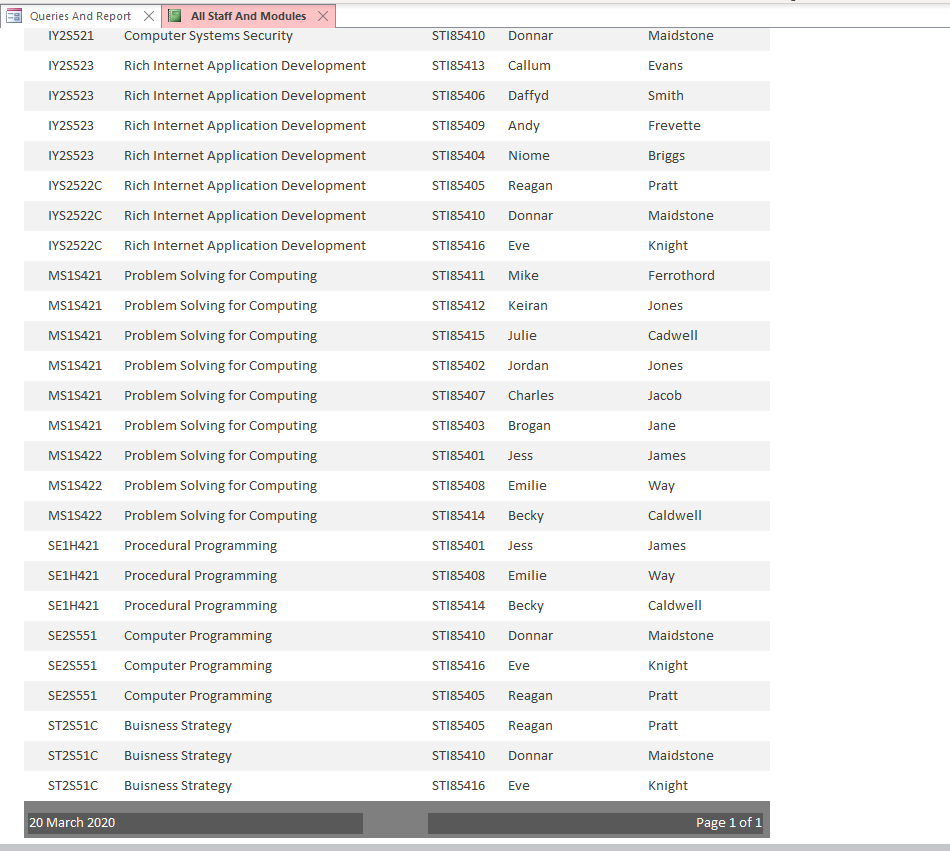 Queries And Report All Staff And Modules
IY2S521 Computer Systems Security STI85410 Donnar Maidstone
IY2S523 Rich Internet Application Development STI85413 Callum Evans
IY2S523 Rich Internet Application Development STI85406 Daffyd Smith
IY2S523 Rich Internet Application Development STI85409 Andy Frevette
IY2S523 Rich Internet Application Development STI85404 Niome Briggs
IYS2522C Rich Internet Application Development STI85405 Reagan Pratt
IYS2522C Rich Internet Application Development STI85410 Donnar Maidstone
IYS2522C Rich Internet Application Development STI85416 Eve Knight
MS1S421 Problem Solving for Computing STI85411 Mike Ferrothord
MS1S421 Problem Solving for Computing STI85412 Keiran Jones
MS1S421 Problem Solving for Computing STI85415 Julie Cadwell
MS1S421 Problem Solving for Computing STI85402 Jordan Jones
MS1S421 Problem Solving for Computing STI85407 Charles Jacob
MS1S421 Problem Solving for Computing STI85403 Brogan Jane
MS1S422 Problem Solving for Computing STI85401 Jess James
MS1S422 Problem Solving for Computing STI85408 Emilie Way
MS1S422 Problem Solving for Computing STI85414 Becky Caldwell
SE1H421 Procedural Programming STI85401 Jess James
SE1H421 Procedural Programming STI85408 Emilie Way
SE1H421 Procedural Programming STI85414 Becky Caldwell
SE2S551 Computer Programming STI85410 Donnar Maidstone
SE2S551 Computer Programming STI85416 Eve Knight
SE2S551 Computer Programming STI85405 Reagan Pratt
ST2S51C Buisness Strategy STI85405 Reagan Pratt
ST2S51C Buisness Strategy STI85410 Donnar Maidstone
ST2S51C Buisness Strategy STI85416 Eve Knight
20 March 2020 Page 1 of 1